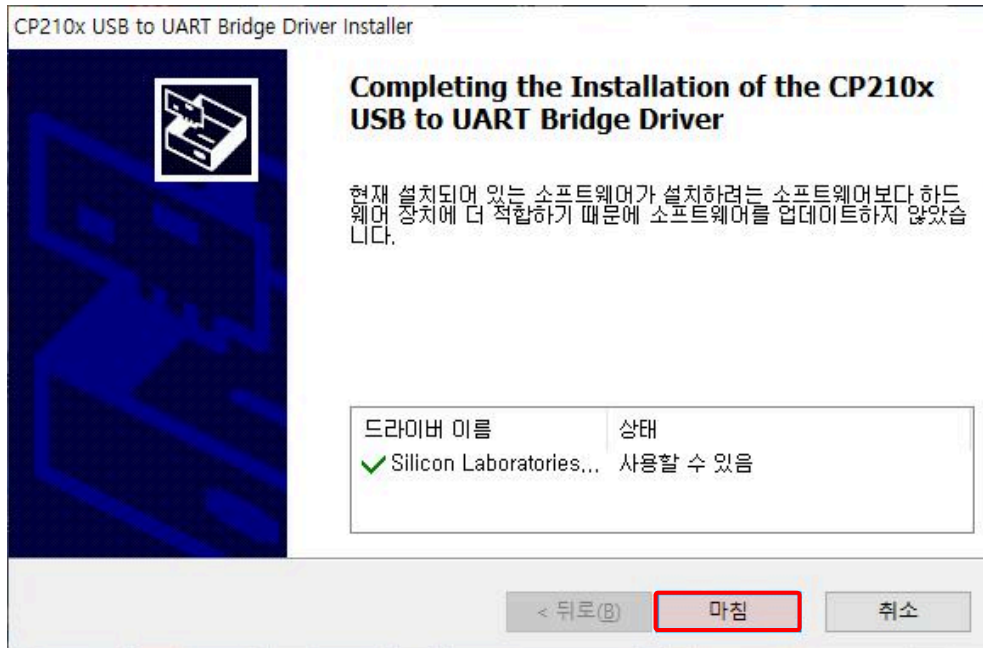 CP210x USB to UART Bridge Driver Installer
Completing the Installation of the CP210x
USB to UART Bridge Driver
현재 설치되어 있는 소프트웨어가 설치하려는 소프트웨어보다 하드
웨어 장치에 더 적합하기 때문에 소프트웨어를 업데이트하지 않았습
니다.
드라이버 이름 상태
Silicon Laboratories... 사용할 수 있음
< 뒤로(B) 마침 취소